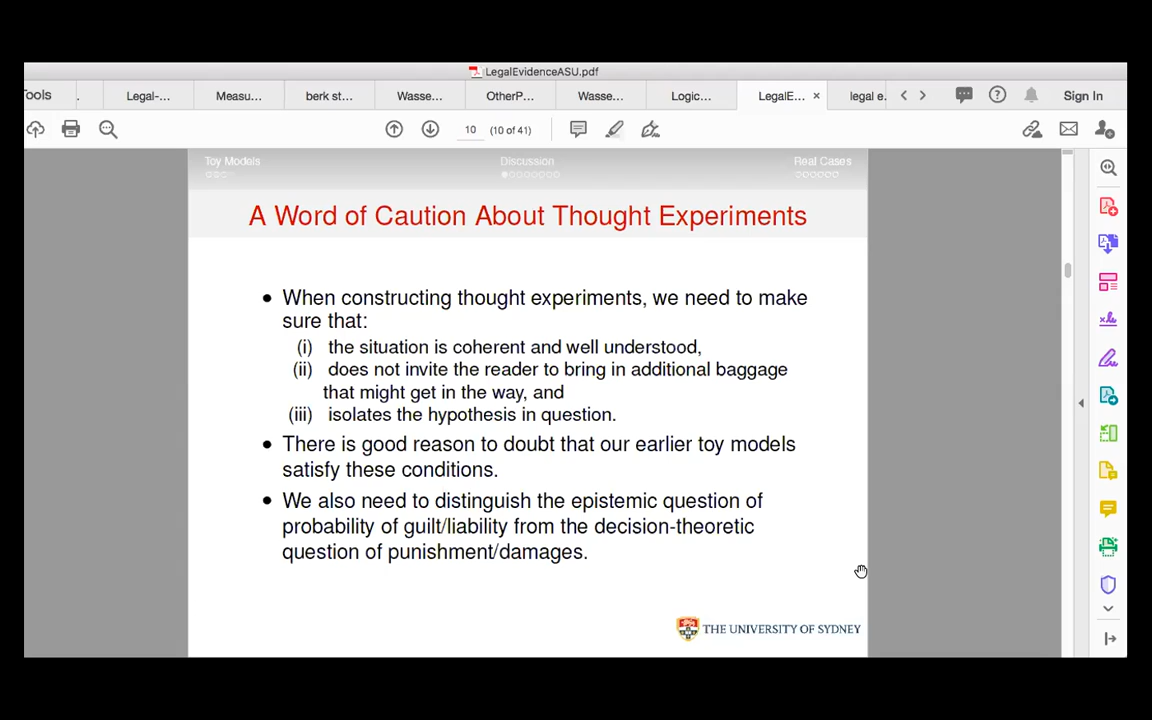 LegalEvidenceASU.pdf
ools . Legal-... Measu... berk st... Wasse... OtherP... Wasse... Logic... LegalE... × legal e. Sign In
10 (10 of 41)
Toy Models Discussion Real Cases
A Word of Caution About Thought Experiments
• When constructing thought experiments, we need to make
sure that:
(i) the situation is coherent and well understood,
(ii) does not invite the reader to bring in additional baggage
that might get in the way, and
(iii) isolates the hypothesis in question.
• There is good reason to doubt that our earlier toy models
satisfy these conditions.
• We also need to distinguish the epistemic question of
probability of guilt/liability from the decision-theoretic
question of punishment/damages.
THE UNIVERSITY OF SYDNEY